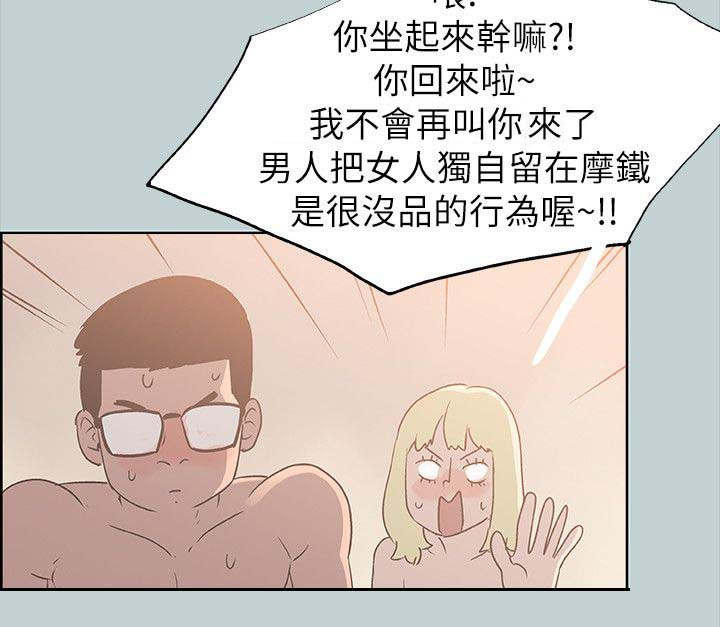 你坐起來幹嘛?!
你回來啦~
我不會再叫你來了
男人把女人獨自留在摩鐵
是很沒品的行為喔~!!